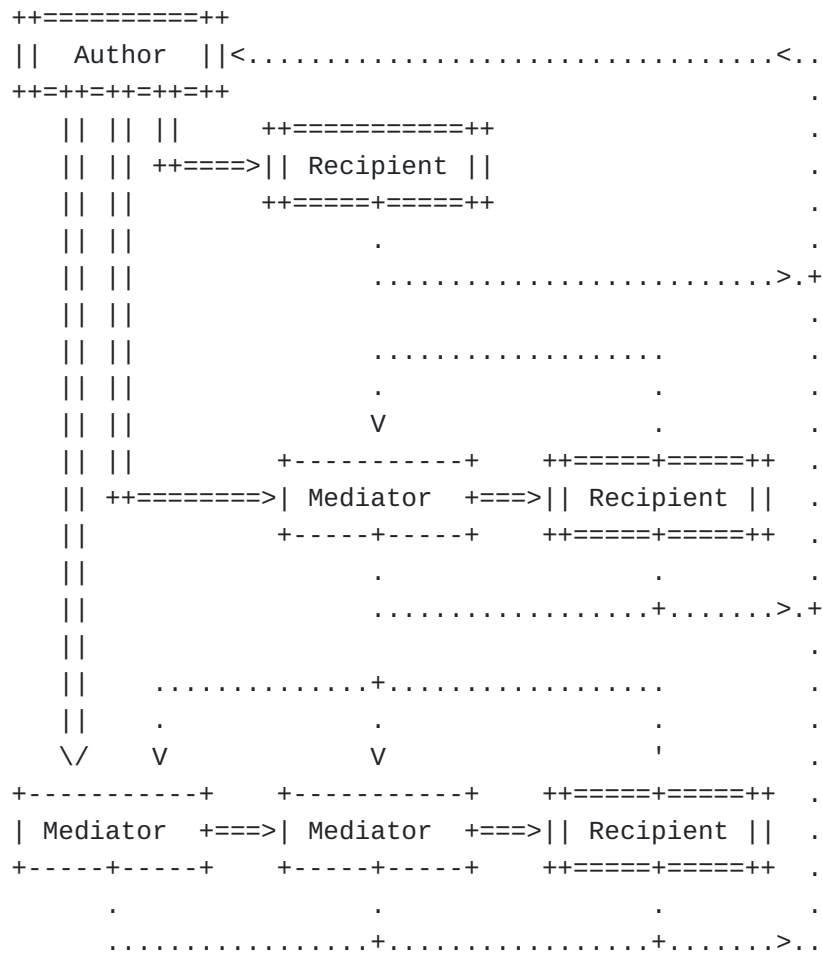 ++==========++
||  Author  ||<..................................<..
++=++=++=++=++                                     .
   || || ||     ++===========++                    .
   || || ++====>|| Recipient ||                    .
   || ||        ++=====+=====++                    .
   || ||               .                           .
   || ||               ..........................>.+
   || ||                                           .
   || ||               ...................         .
   || ||               .                 .         .
   || ||               V                 .         .
   || ||         +-----------+    ++=====+=====++  .
   || ++========>| Mediator  +===>|| Recipient ||  .
   ||            +-----+-----+    ++=====+=====++  .
   ||                  .                 .         .
   ||                  ..................+.......>.+
   ||                                              .
   ||    ..............+..................         .
   ||    .             .                 .         .
   \/    V             V                 '         .
+-----------+    +-----------+    ++=====+=====++  .
| Mediator  +===>| Mediator  +===>|| Recipient ||  .
+-----+-----+    +-----+-----+    ++=====+=====++  .
      .                .                 .         .
      .................+.................+.......>..